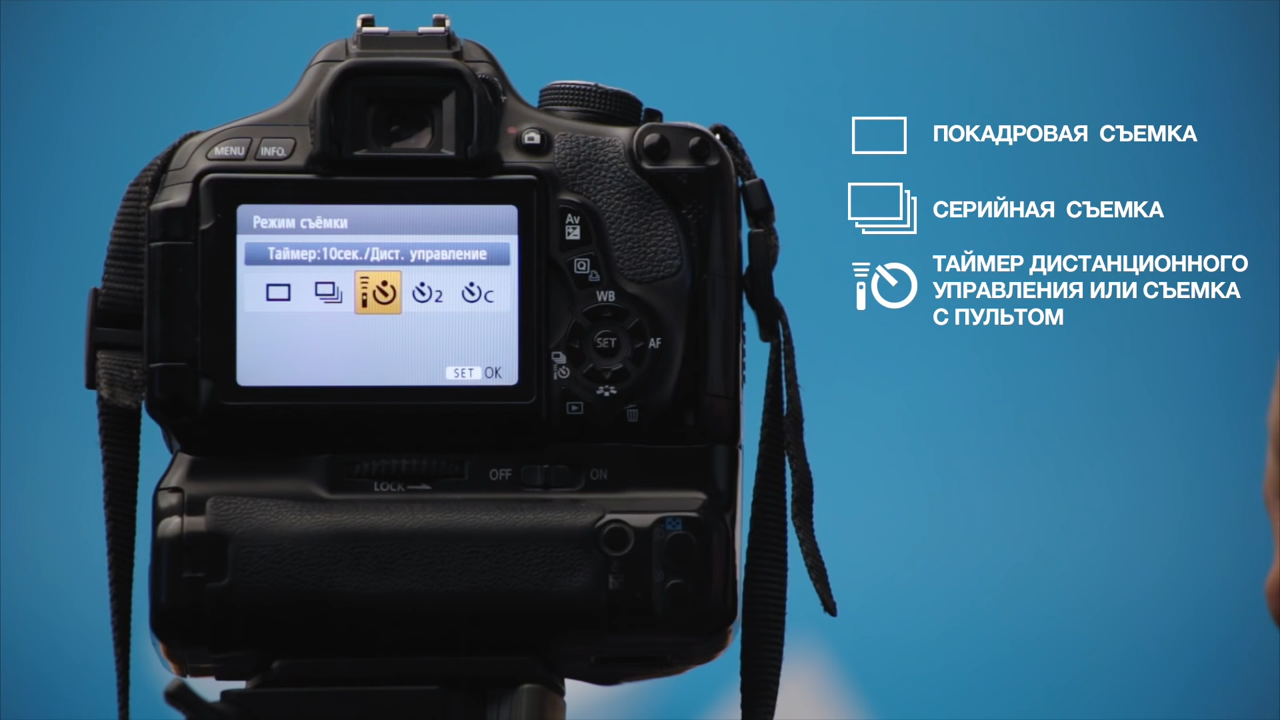 MENU
INFO.
Режим съёмки
Таймер:10сек./Дист. управление
2
C
SET OK
Av
Q
WB
SET
AF
LOCK
OFF
ON
ПОКАДРОВАЯ СЪЕМКА
СЕРИЙНАЯ СЪЕМКА
ТАЙМЕР ДИСТАНЦИОННОГО
УПРАВЛЕНИЯ ИЛИ СЪЕМКА
С ПУЛЬТОМ